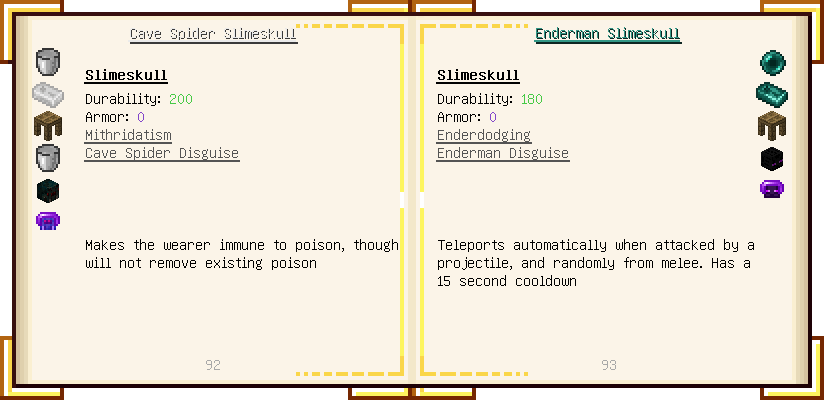 Cave Spider Slimeskull
Slimeskull
Durability: 200
Armor: 0
Mithridatism
Cave Spider Disguise
Makes the wearer immune to poison, though
will not remove existing poison
92
Enderman Slimeskull
Slimeskull
Durability: 180
Armor: 0
Enderdodging
Enderman Disguise
Teleports automatically when attacked by a
projectile, and randomly from melee. Has a
15 second cooldown
93